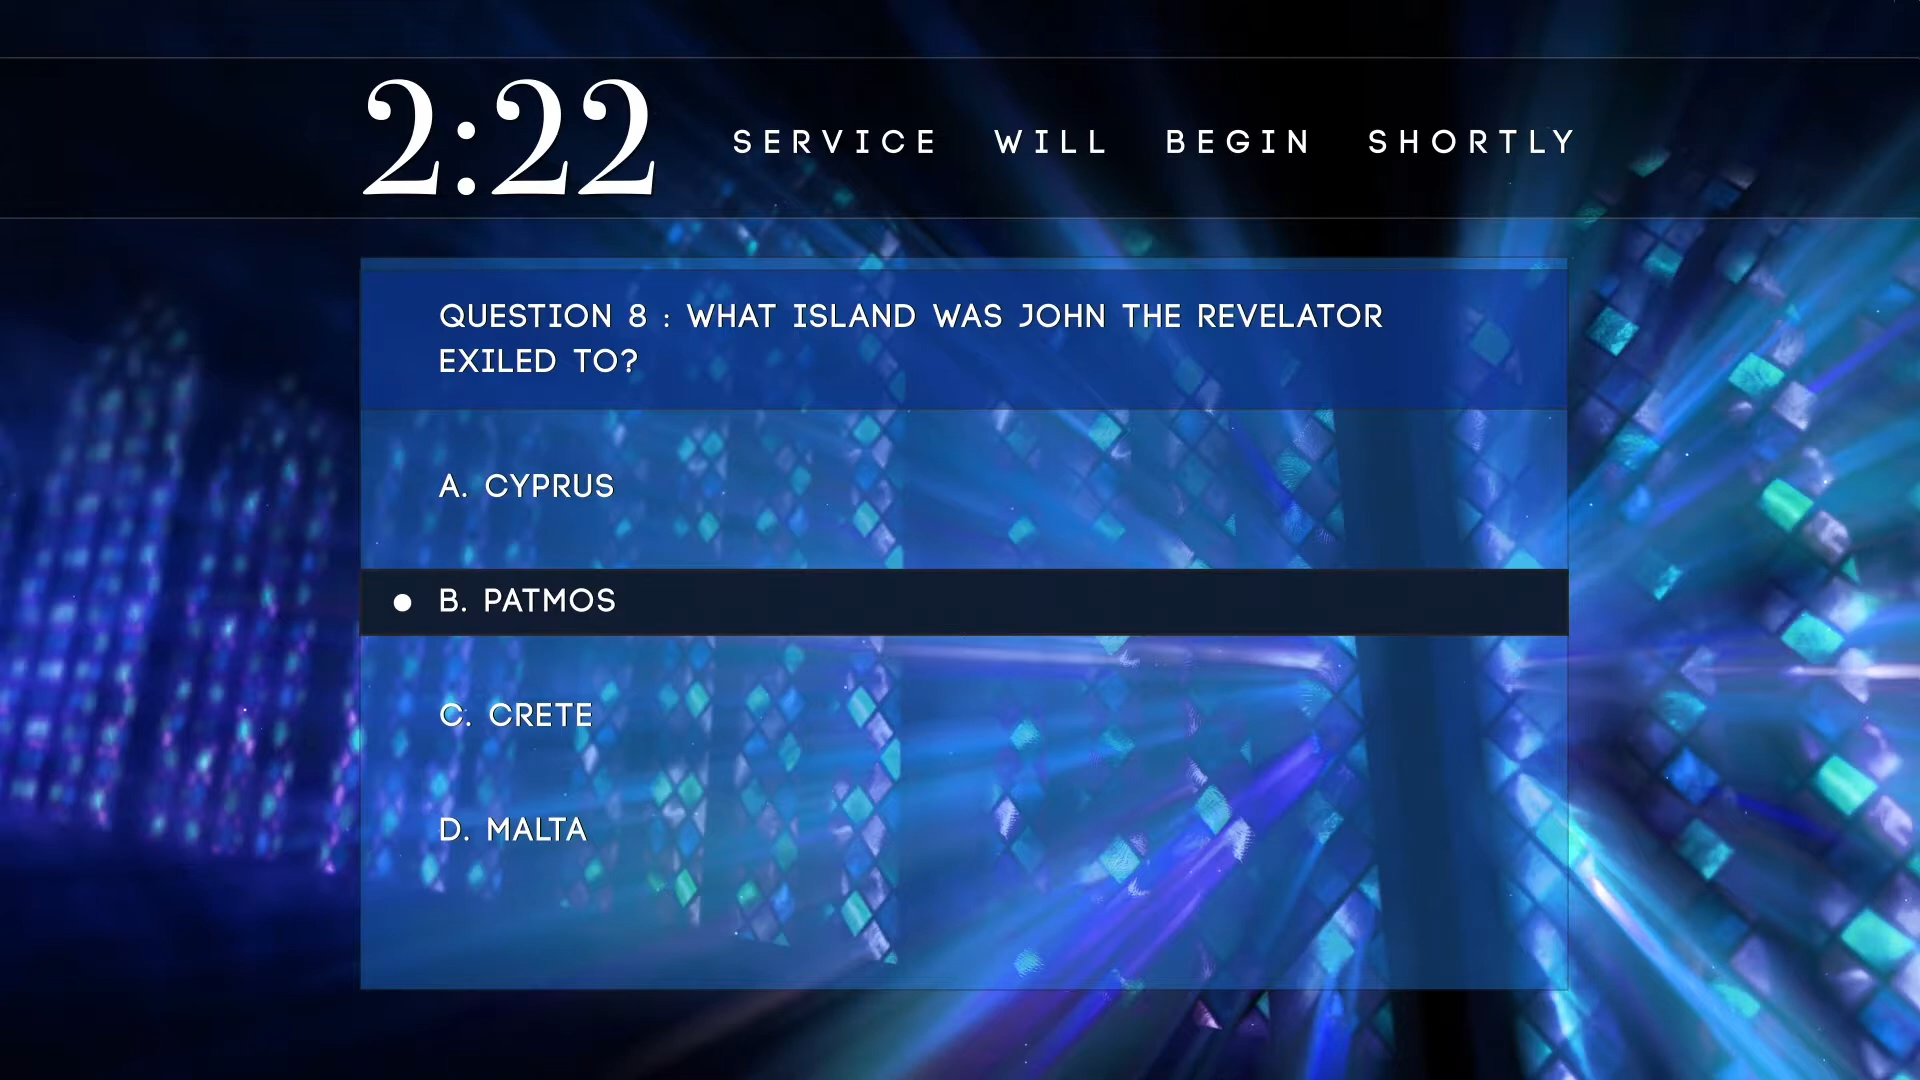 2:22 SERVICE WILL BEGIN SHORTLY
QUESTION 8 : WHAT ISLAND WAS JOHN THE REVELATOR
EXILED TO?
A. CYPRUS
B. PATMOS
C. CRETE
D. MALTA